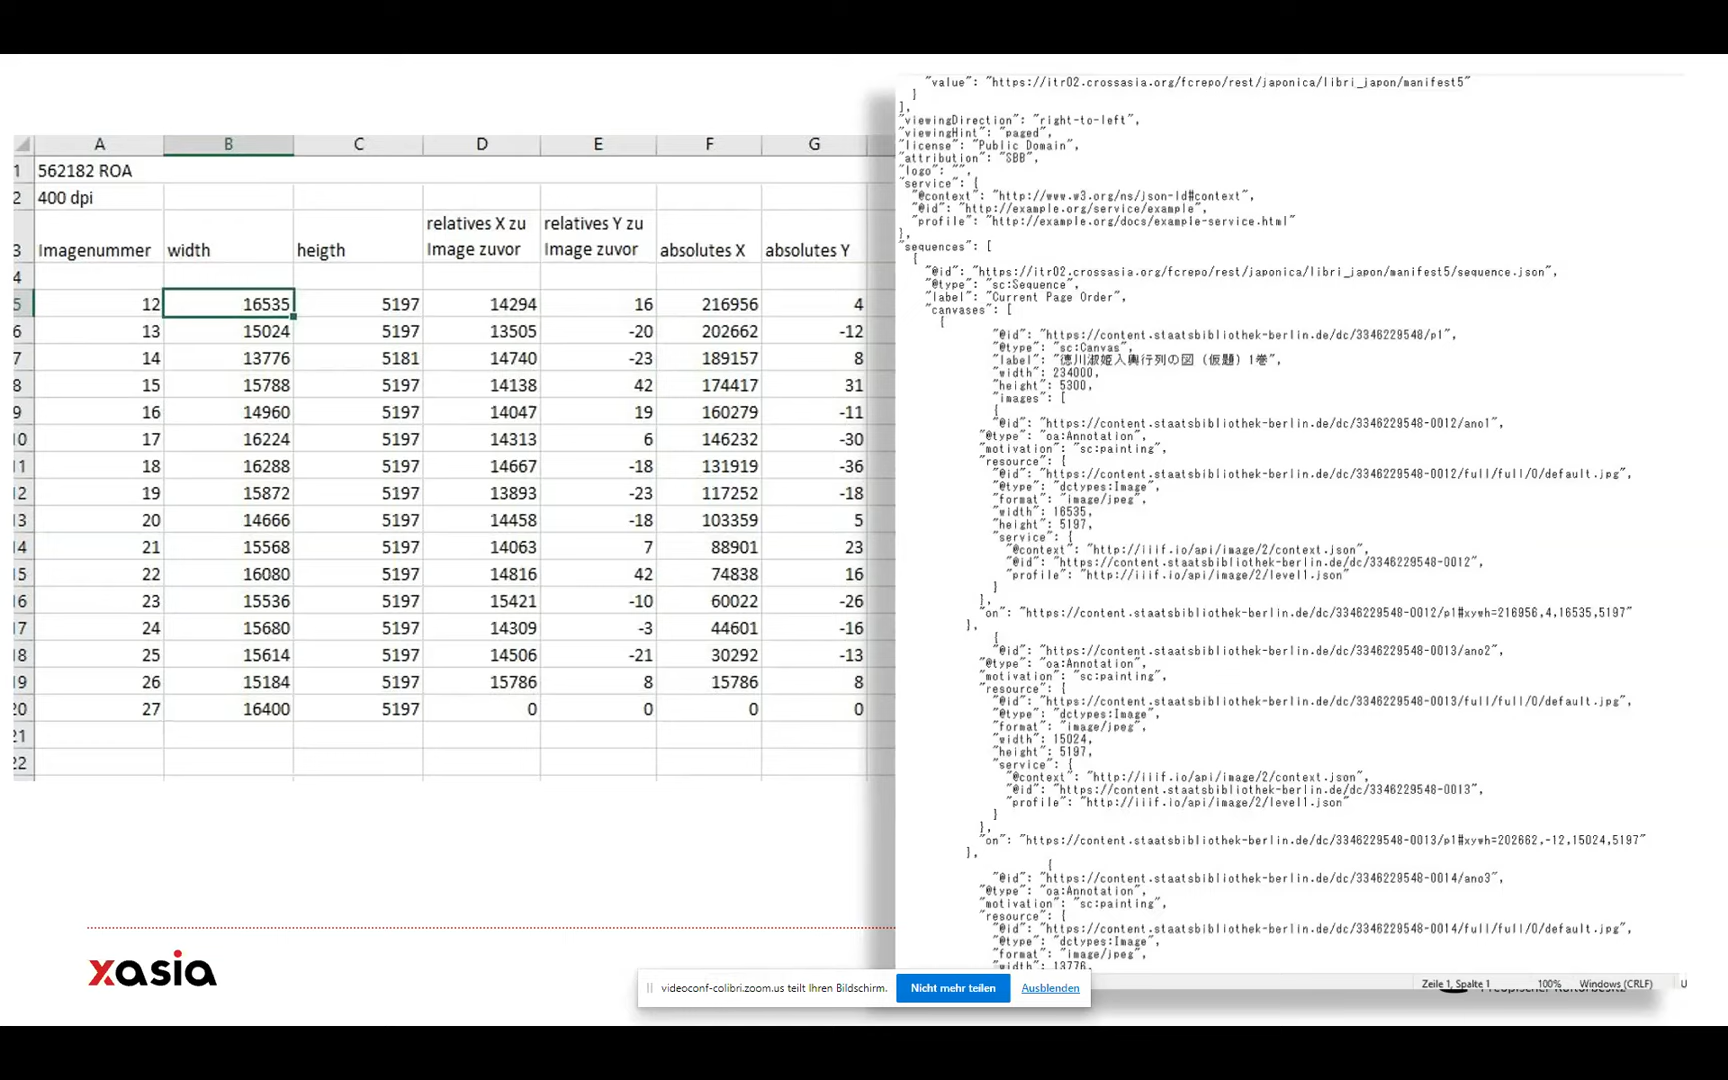 A B C D E F G
1 562182 ROA
2 400 dpi
relatives X zu relatives Y zu
3 Imagenummer width heigth Image zuvor Image zuvor absolutes X absolutes Y
4
5 12 16535 5197 14294 16 216956 4
6 13 15024 5197 13505 -20 202662 -12
7 14 13776 5181 14740 -23 189157 8
8 15 15788 5197 14138 42 174417 31
9 16 14960 5197 14047 19 160279 -11
10 17 16224 5197 14313 6 146232 -30
11 18 16288 5197 14667 -18 131919 -36
12 19 15872 5197 13893 -23 117252 -18
13 20 14666 5197 14458 -18 103359 5
14 21 15568 5197 14063 7 88901 23
15 22 16080 5197 14816 42 74838 16
16 23 15536 5197 15421 -10 60022 -26
17 24 15680 5197 14309 -3 44601 -16
18 25 15614 5197 14506 -21 30292 -13
19 26 15184 5197 15786 8 15786 8
20 27 16400 5197 0 0 0 0
21
22
"value": "https://itr02.crossasia.org/fcrepo/rest/japonica/libri_japon/manifest5"
}
],
"viewingDirection": "right-to-left",
"viewingHint": "paged",
"license": "Public Domain",
"attribution": "SBB",
"logo": "",
"service": {
"@context": "http://www.w3.org/ns/json-ld#context",
"@id": "http://example.org/service/example",
"profile": "http://example.org/docs/example-service.html"
},
"sequences": [
{
"@id": "https://itr02.crossasia.org/fcrepo/rest/japonica/libri_japon/manifest5/sequence.json",
"@type": "sc:Sequence",
"label": "Current Page Order",
"canvases": [
{
"@id": "https://content.staatsbibliothek-berlin.de/dc/3346229548/p1",
"@type": "sc:Canvas",
"label": "徳川淑姫入輿行列の図（仮題）1巻",
"width": 234000,
"height": 5300,
"images": [
{
"@id": "https://content.staatsbibliothek-berlin.de/dc/3346229548-0012/ano1",
"@type": "oa:Annotation",
"motivation": "sc:painting",
"resource": {
"@id": "https://content.staatsbibliothek-berlin.de/dc/3346229548-0012/full/full/0/default.jpg",
"@type": "dctypes:Image",
"format": "image/jpeg",
"width": 16535,
"height": 5197,
"service": {
"@context": "http://iiif.io/api/image/2/context.json",
"@id": "https://content.staatsbibliothek-berlin.de/dc/3346229548-0012",
"profile": "http://iiif.io/api/image/2/level1.json"
}
},
"on": "https://content.staatsbibliothek-berlin.de/dc/3346229548-0012/p1#xywh=216956,4,16535,5197"
},
{
"@id": "https://content.staatsbibliothek-berlin.de/dc/3346229548-0013/ano2",
"@type": "oa:Annotation",
"motivation": "sc:painting",
"resource": {
"@id": "https://content.staatsbibliothek-berlin.de/dc/3346229548-0013/full/full/0/default.jpg",
"@type": "dctypes:Image",
"format": "image/jpeg",
"width": 15024,
"height": 5197,
"service": {
"@context": "http://iiif.io/api/image/2/context.json",
"@id": "https://content.staatsbibliothek-berlin.de/dc/3346229548-0013",
"profile": "http://iiif.io/api/image/2/level1.json"
}
},
"on": "https://content.staatsbibliothek-berlin.de/dc/3346229548-0013/p1#xywh=202662,-12,15024,5197"
},
{
"@id": "https://content.staatsbibliothek-berlin.de/dc/3346229548-0014/ano3",
"@type": "oa:Annotation",
"motivation": "sc:painting",
"resource": {
"@id": "https://content.staatsbibliothek-berlin.de/dc/3346229548-0014/full/full/0/default.jpg",
"@type": "dctypes:Image",
"format": "image/jpeg",
"width": 13776,
Zeile 1, Spalte 1 100% Windows (CRLF) U
xasia
videoconf-colibri.zoom.us teilt Ihren Bildschirm. Nicht mehr teilen Ausblenden